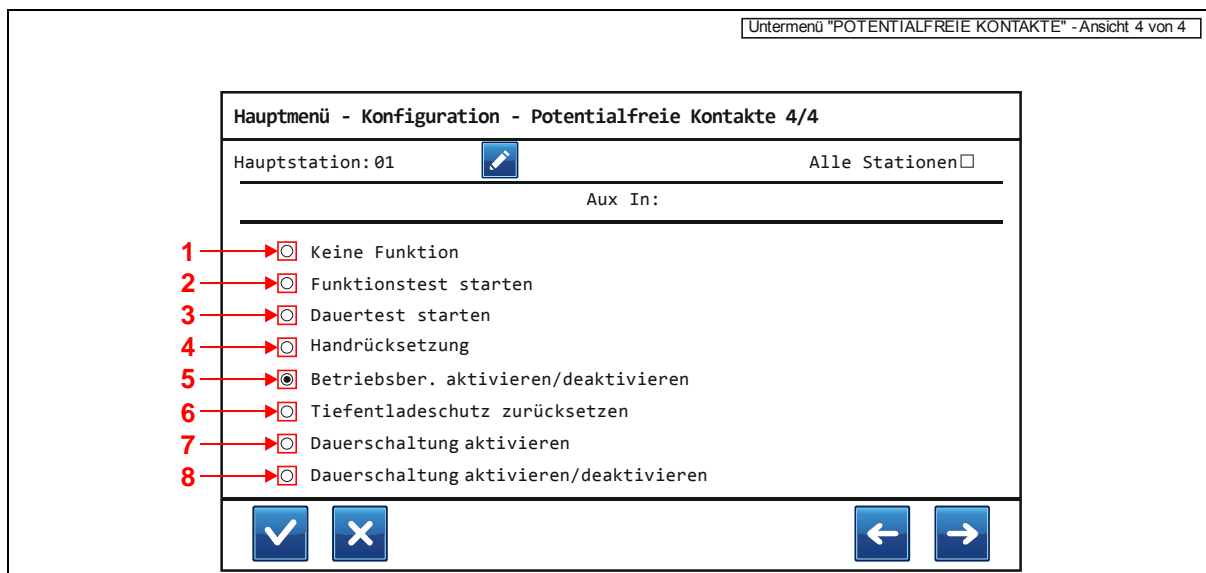 Untermenü "POTENTIALFREIE KONTAKTE" - Ansicht 4 von 4
Hauptmenü - Konfiguration - Potentialfreie Kontakte 4/4
Hauptstation: 01 Alle Stationen
Aux In:
1 Keine Funktion
2 Funktionstest starten
3 Dauertest starten
4 Handrücksetzung
5 Betriebsber. aktivieren/deaktivieren
6 Tiefentladeschutz zurücksetzen
7 Dauerschaltung aktivieren
8 Dauerschaltung aktivieren/deaktivieren